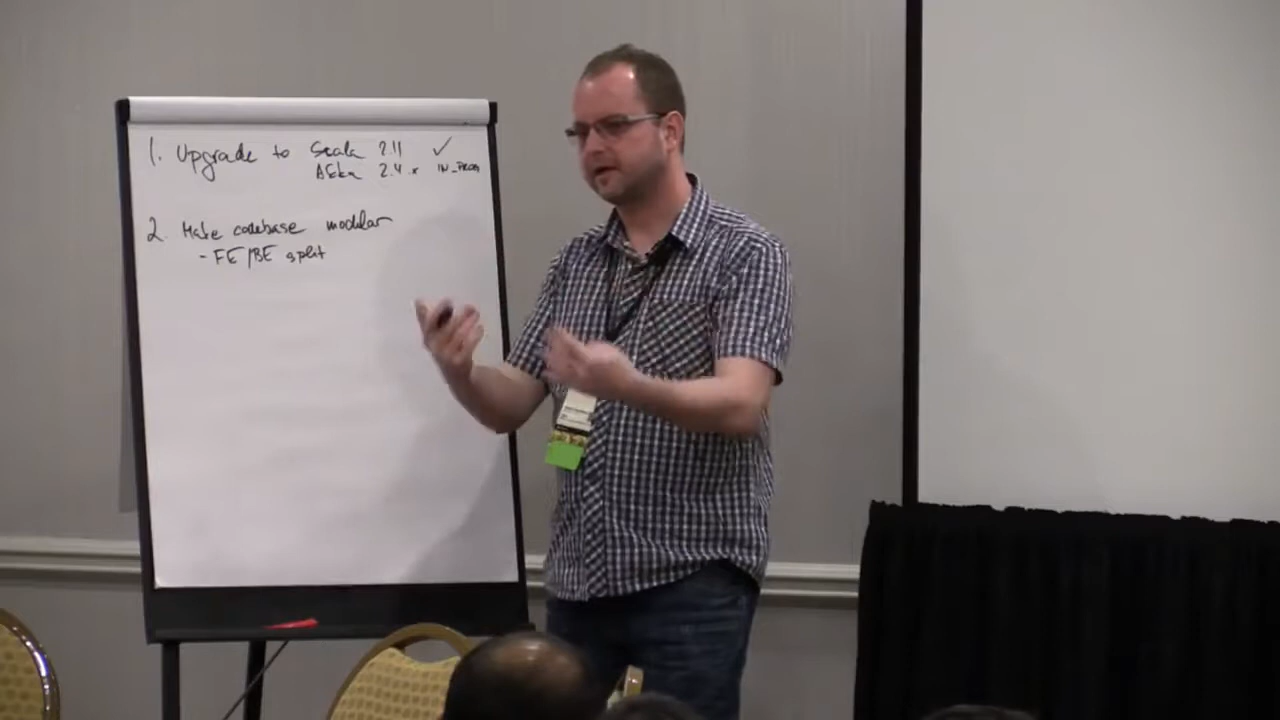 1. Upgrade to Scala 2.11 ✓
Akka 2.4.x IN_PROG
2. Make codebase modular
- FE/BE split